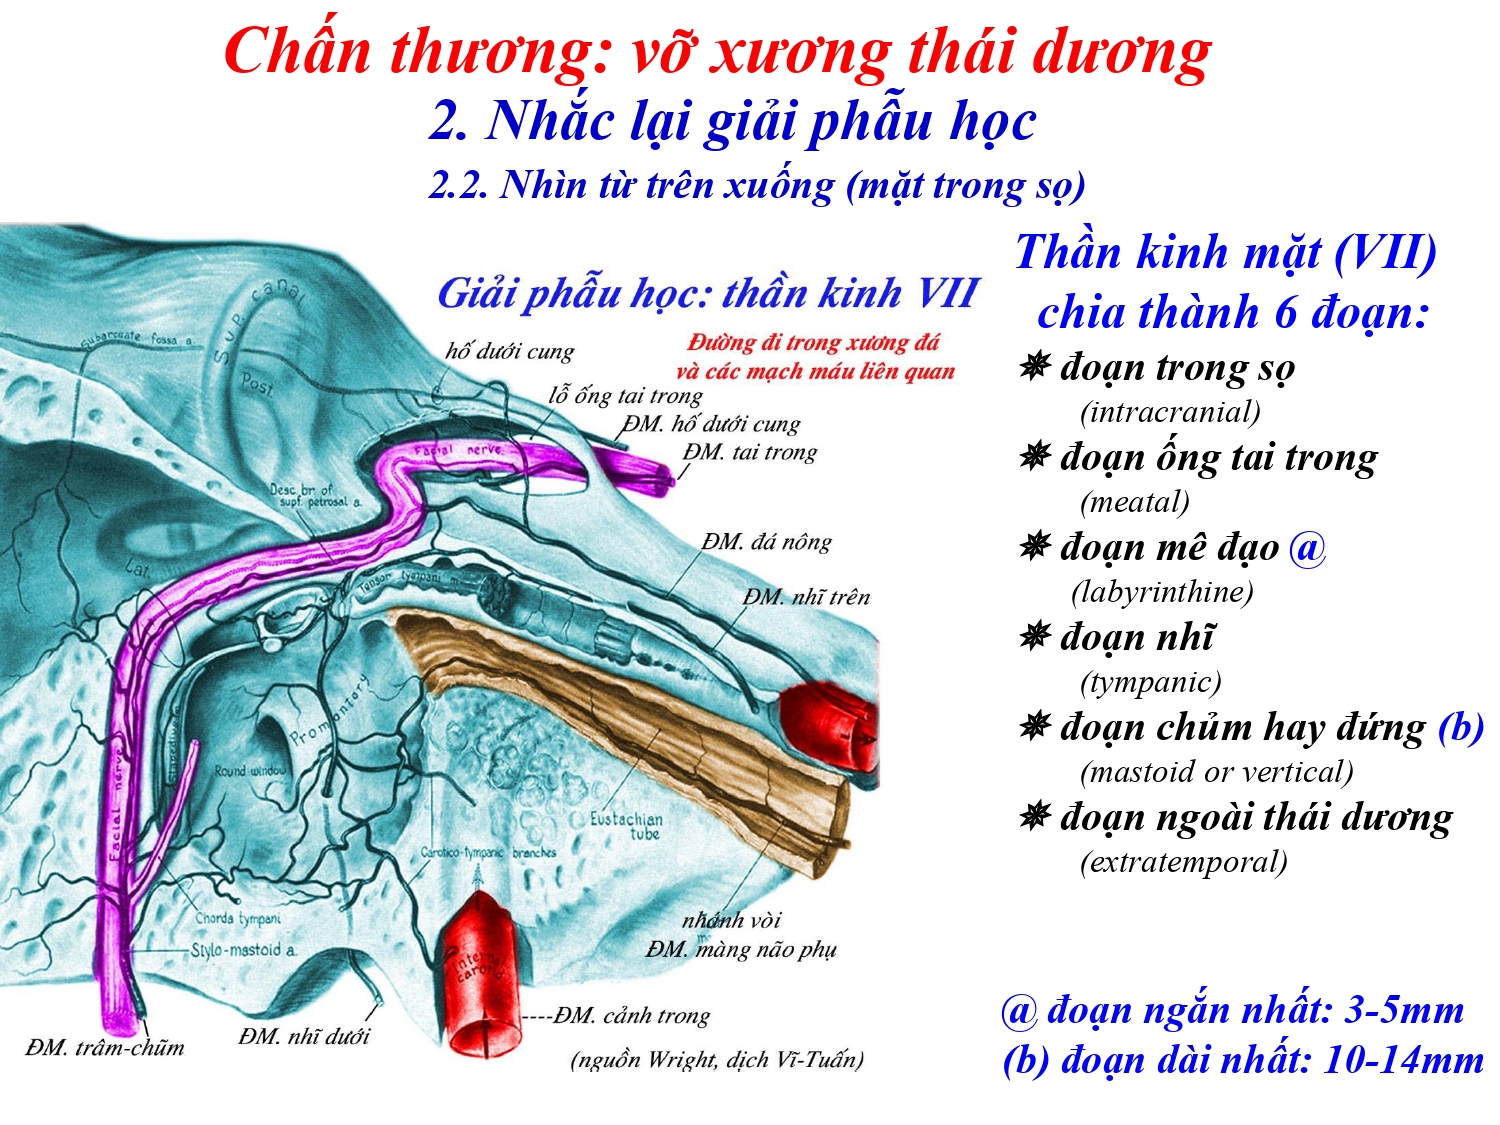 Chấn thương: vỡ xương thái dương
2. Nhắc lại giải phẫu học
2.2. Nhìn từ trên xuống (mặt trong sọ)
Giải phẫu học: thần kinh VII
Đường đi trong xương đá
và các mạch máu liên quan
hố dưới cung
lỗ ống tai trong
ĐM. hố dưới cung
ĐM. tai trong
ĐM. đá nông
ĐM. nhĩ trên
Subarcuate fossa a.
Sup. canal
Post.
Facial nerve
Desc. br. of
supf. petrosal a.
Lat.
Tensor tympani m.
Promontory
Stapedius
Round window
Facial nerve
Eustachian
tube
Carotico-tympanic branches
Chorda tympani
Stylo-mastoid a.
Internal
carotid
nhánh vòi
ĐM. màng não phụ
ĐM. trâm-chũm
ĐM. nhĩ dưới
----ĐM. cảnh trong
(nguồn Wright, dịch Vĩ-Tuấn)
Thần kinh mặt (VII)
chia thành 6 đoạn:
✵ đoạn trong sọ
(intracranial)
✵ đoạn ống tai trong
(meatal)
✵ đoạn mê đạo @
(labyrinthine)
✵ đoạn nhĩ
(tympanic)
✵ đoạn chủm hay đứng (b)
(mastoid or vertical)
✵ đoạn ngoài thái dương
(extratemporal)
@ đoạn ngắn nhất: 3-5mm
(b) đoạn dài nhất: 10-14mm